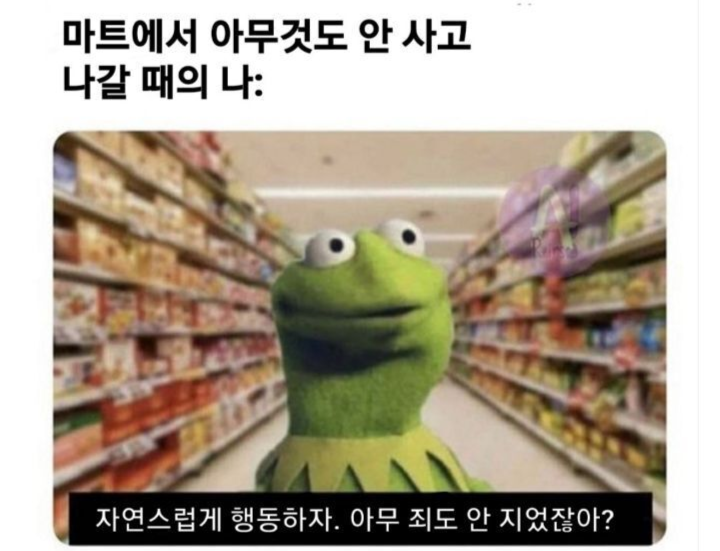 마트에서 아무것도 안 사고
나갈 때의 나:
자연스럽게 행동하자. 아무 죄도 안 지었잖아?